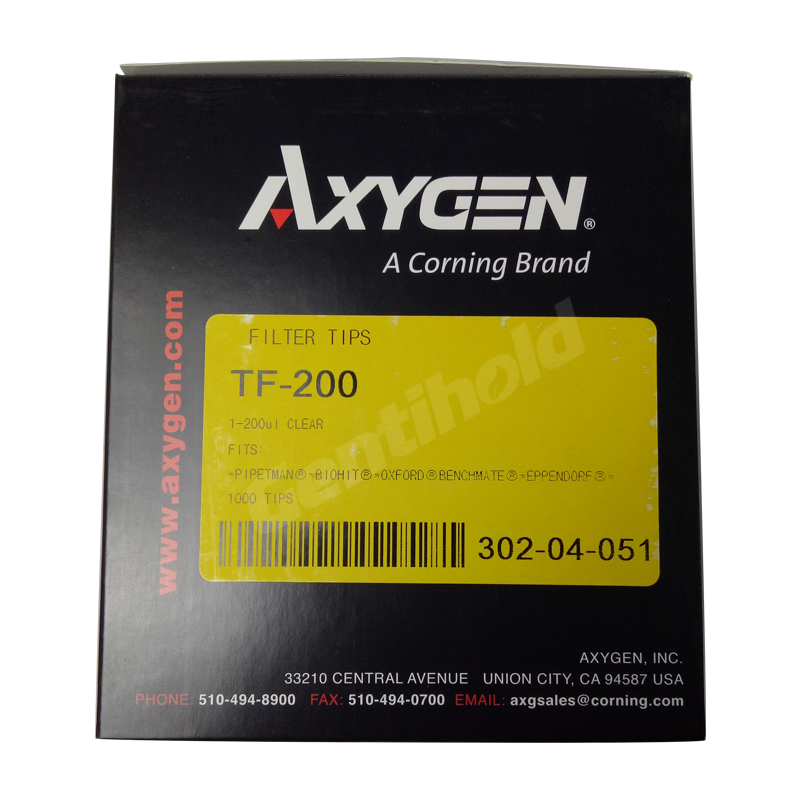 AXYGEN®
A Corning Brand
www.axygen.com
FILTER TIPS
TF-200
1-200ul CLEAR
FITS:
*PIPETMAN®*BIOHIT®*OXFORD®BENCHMATE®*EPPENDORF®*
1000 TIPS
302-04-051
Gentihold
AXYGEN, INC.
33210 CENTRAL AVENUE UNION CITY, CA 94587 USA
PHONE: 510-494-8900 FAX: 510-494-0700 EMAIL: axgsales@corning.com